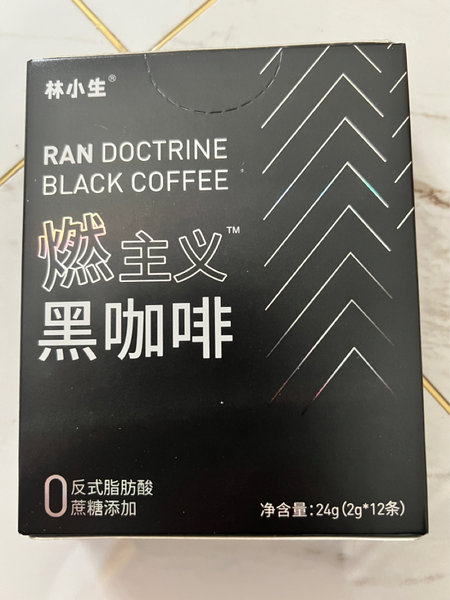 林小生®
RAN DOCTRINE
BLACK COFFEE
燃主义™
黑咖啡
0反式脂肪酸
蔗糖添加
净含量:24g(2g*12条)